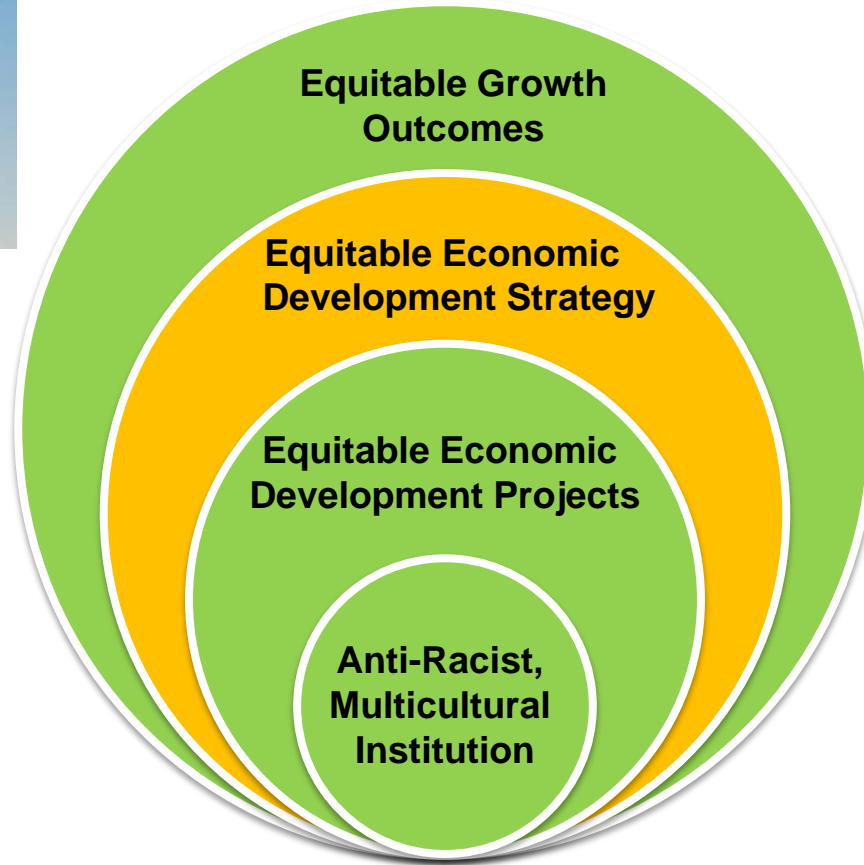 Equitable Growth
Outcomes
Equitable Economic
Development Strategy
Equitable Economic
Development Projects
Anti-Racist,
Multicultural
Institution